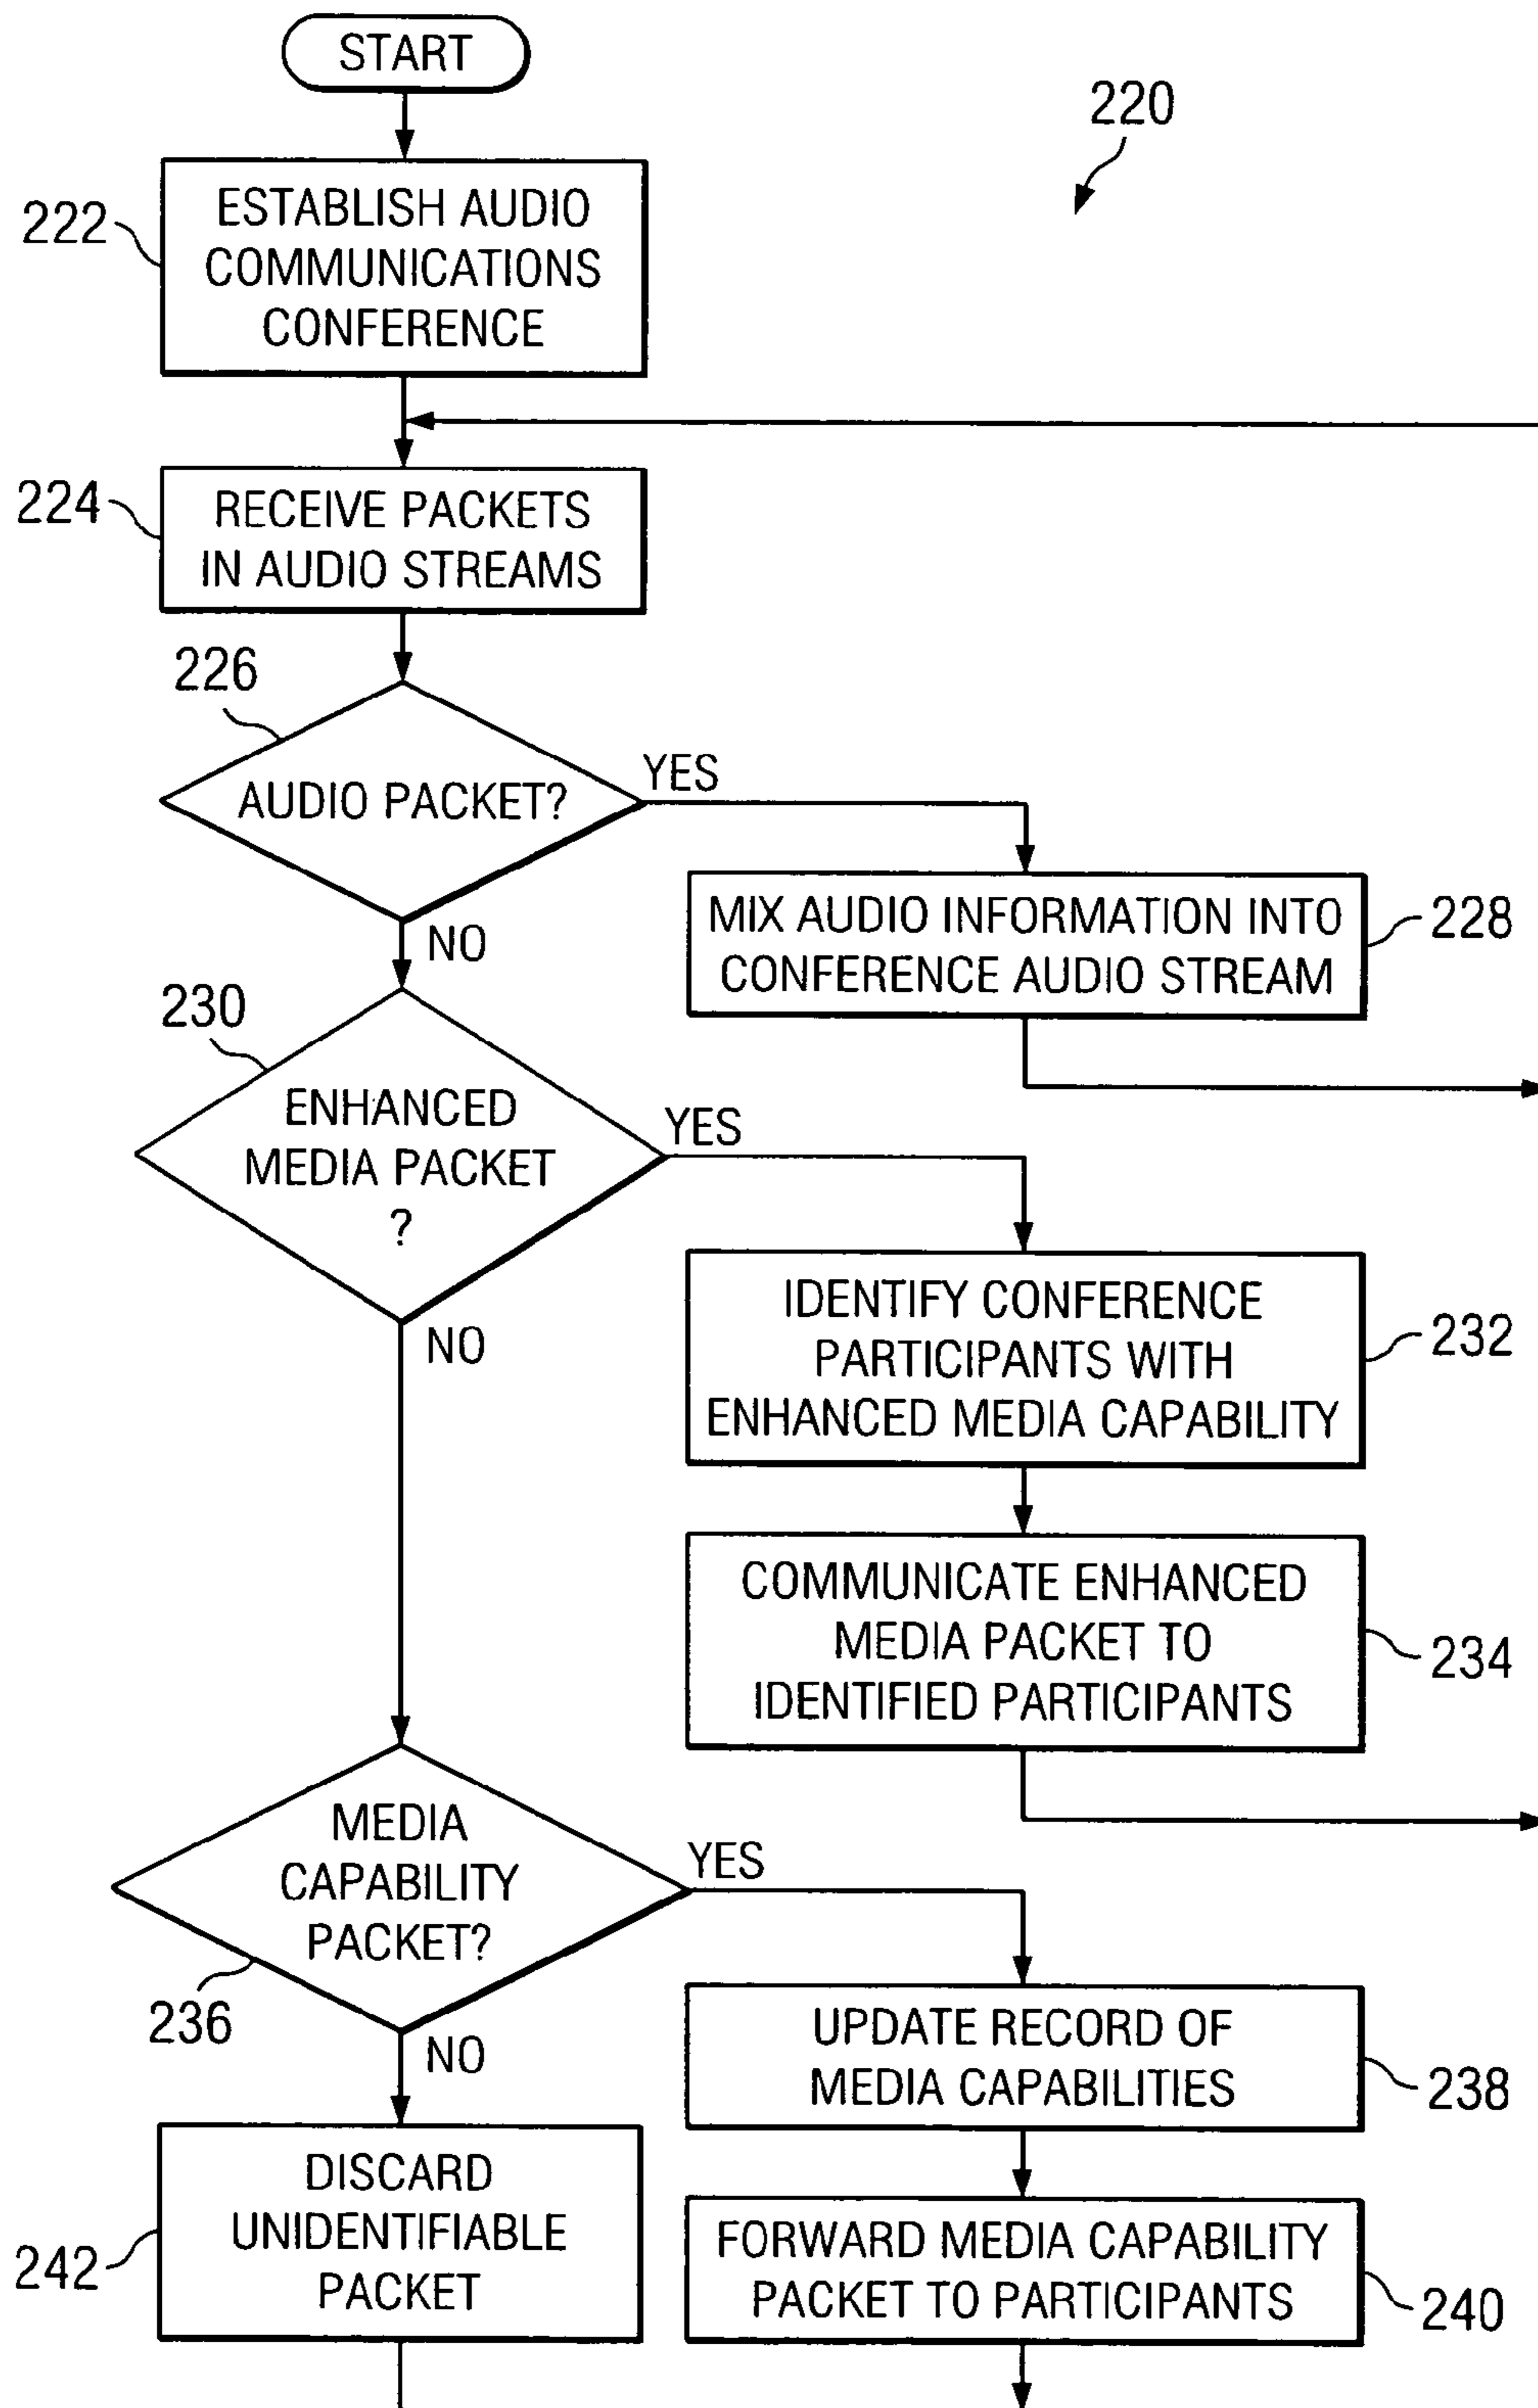 START
220
222
ESTABLISH AUDIO
COMMUNICATIONS
CONFERENCE
224
RECEIVE PACKETS
IN AUDIO STREAMS
226
AUDIO PACKET?
YES
NO
MIX AUDIO INFORMATION INTO
CONFERENCE AUDIO STREAM
228
230
ENHANCED
MEDIA PACKET
?
YES
NO
IDENTIFY CONFERENCE
PARTICIPANTS WITH
ENHANCED MEDIA CAPABILITY
232
COMMUNICATE ENHANCED
MEDIA PACKET TO
IDENTIFIED PARTICIPANTS
234
MEDIA
CAPABILITY
PACKET?
YES
236
NO
UPDATE RECORD OF
MEDIA CAPABILITIES
238
DISCARD
UNIDENTIFIABLE
PACKET
242
FORWARD MEDIA CAPABILITY
PACKET TO PARTICIPANTS
240